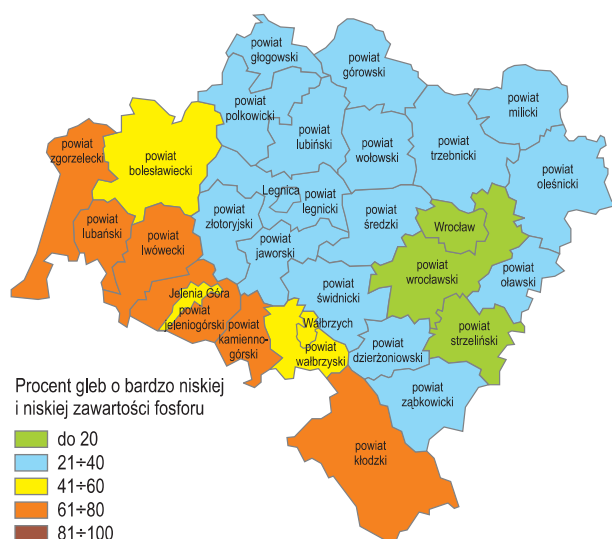 powiat
głogowski
powiat
górowski
powiat
milicki
powiat
polkowicki
powiat
lubiński
powiat
wołowski
powiat
trzebnicki
powiat
oleśnicki
powiat
zgorzelecki
powiat
bolesławiecki
Legnica
powiat
legnicki
powiat
złotoryjski
powiat
średzki
Wrocław
powiat
lubański
powiat
lwówecki
powiat
jaworski
powiat
wrocławski
powiat
oławski
Jelenia Góra
powiat
jeleniogórski
powiat
kamienno-
górski
powiat
świdnicki
Wałbrzych
powiat
wałbrzyski
powiat
dzierżoniowski
powiat
strzeliński
powiat
ząbkowicki
powiat
kłodzki
Procent gleb o bardzo niskiej
i niskiej zawartości fosforu
do 20
21÷40
41÷60
61÷80
81÷100